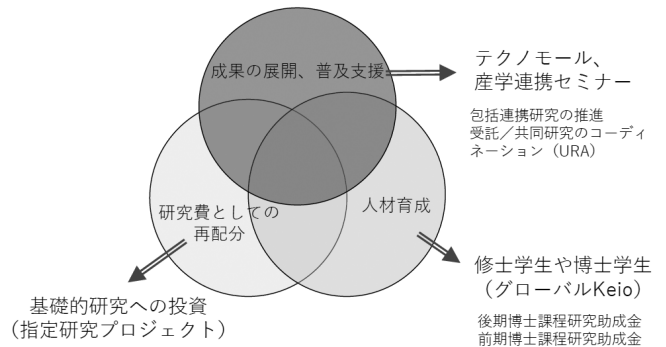 成果の展開、普及支援
テクノモール、
産学連携セミナー
包括連携研究の推進
受託／共同研究のコーディ
ネーション（URA）
研究費としての
再配分
人材育成
基礎的研究への投資
（指定研究プロジェクト）
修士学生や博士学生
（グローバルKeio）
後期博士課程研究助成金
前期博士課程研究助成金